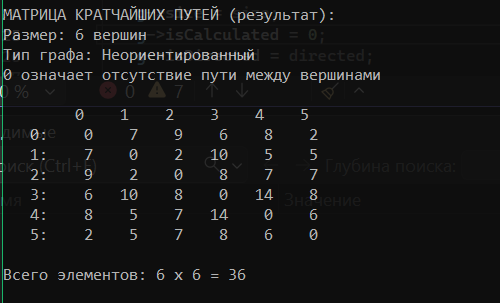 МАТРИЦА КРАТЧАЙШИХ ПУТЕЙ (результат):
Размер: 6 вершин
->isCalculated = 0;
Тип графа: Неориентированный
directed;
0 означает отсутствие пути между вершинами
0 %
0
7
0 1 2 3 4 5
0: 0 7 9 6 8 2
1: 7 0 2 10 5 5
(Ctrl+
Глубина поиска:
2: 9 2 0 8 7 7
3: 6 10 8 0 14 8
Значение
4: 8 5 7 14 0 6
5: 2 5 7 8 6 0
Всего элементов: 6 x 6 = 36